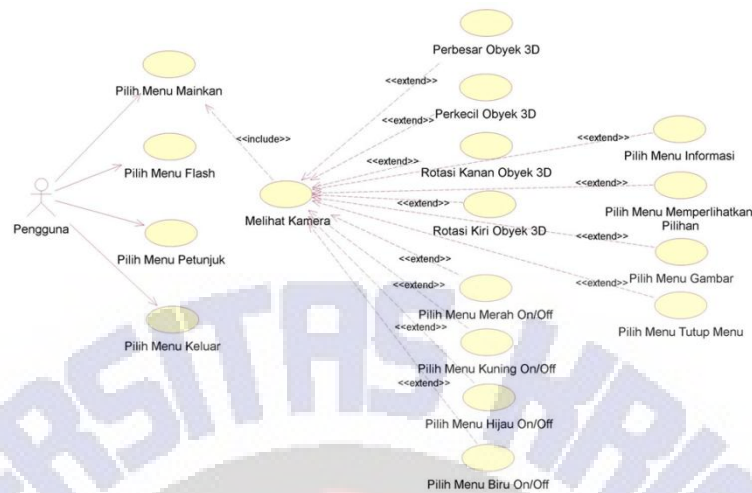 Perbesar Obyek 3D
<<extend>>
Pilih Menu Mainkan
<<extend>>
Perkecil Obyek 3D
<<include>>
<<extend>>
<<extend>>
Pilih Menu Informasi
Pilih Menu Flash
Rotasi Kanan Obyek 3D
<<extend>>
Pengguna
Melihat Kamera
<<extend>>
Pilih Menu Memperlihatkan
Pilihan
Rotasi Kiri Obyek 3D
<<extend>>
Pilih Menu Petunjuk
<<extend>>
Pilih Menu Gambar
<<extend>>
<<extend>>
Pilih Menu Merah On/Off
Pilih Menu Tutup Menu
Pilih Menu Keluar
<<extend>>
Pilih Menu Kuning On/Off
<<extend>>
Pilih Menu Hijau On/Off
Pilih Menu Biru On/Off